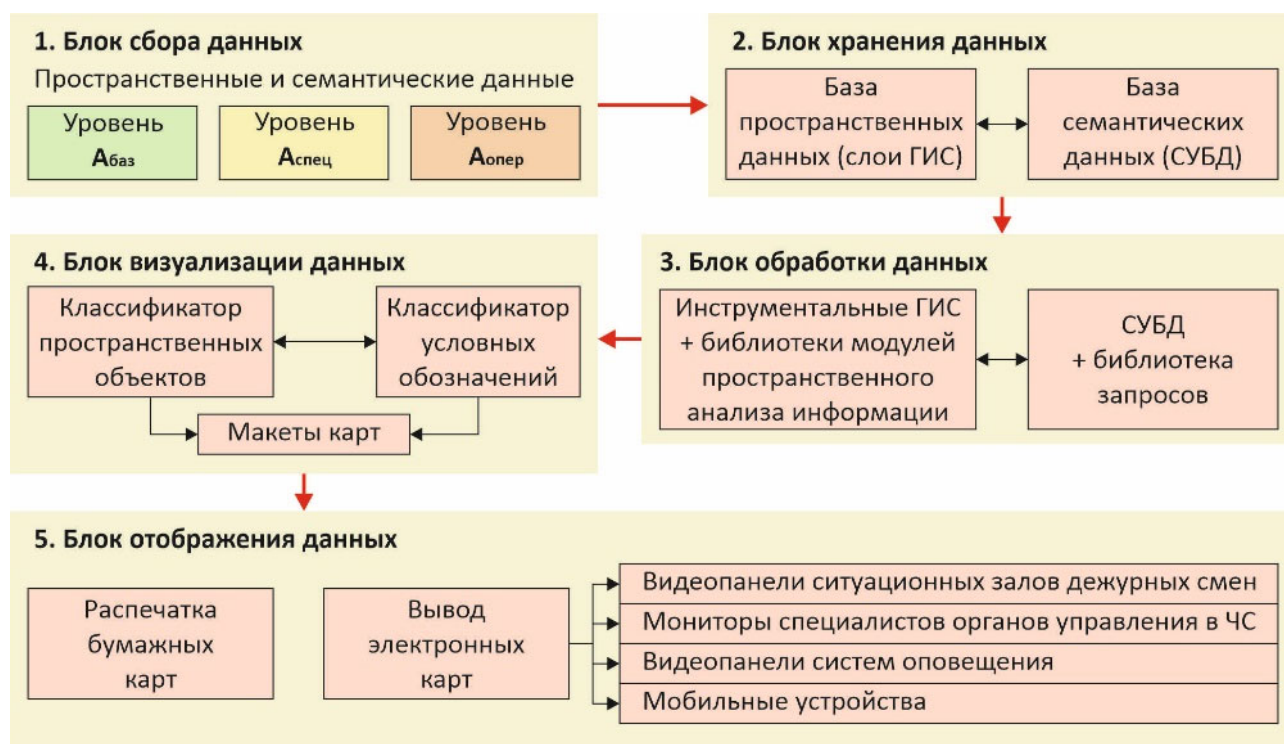 1. Блок сбора данных
Пространственные и семантические данные
Уровень
Абаз
Уровень
Аспец
Уровень
Аопер
2. Блок хранения данных
База
пространственных
данных (слои ГИС)
База
семантических
данных (СУБД)
3. Блок обработки данных
Инструментальные ГИС
+ библиотеки модулей
пространственного
анализа информации
СУБД
+ библиотека
запросов
4. Блок визуализации данных
Классификатор
пространственных
объектов
Классификатор
условных
обозначений
Макеты карт
5. Блок отображения данных
Распечатка
бумажных
карт
Вывод
электронных
карт
Видеопанели ситуационных залов дежурных смен
Мониторы специалистов органов управления в ЧС
Видеопанели систем оповещения
Мобильные устройства